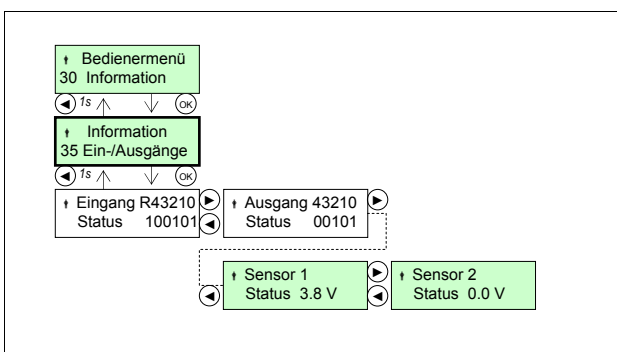 Bedienermenü
30 Information
1s OK
Information
35 Ein-/Ausgänge
1s OK
Eingang R43210
Status 100101
Ausgang 43210
Status 00101
Sensor 1
Status 3.8 V
Sensor 2
Status 0.0 V